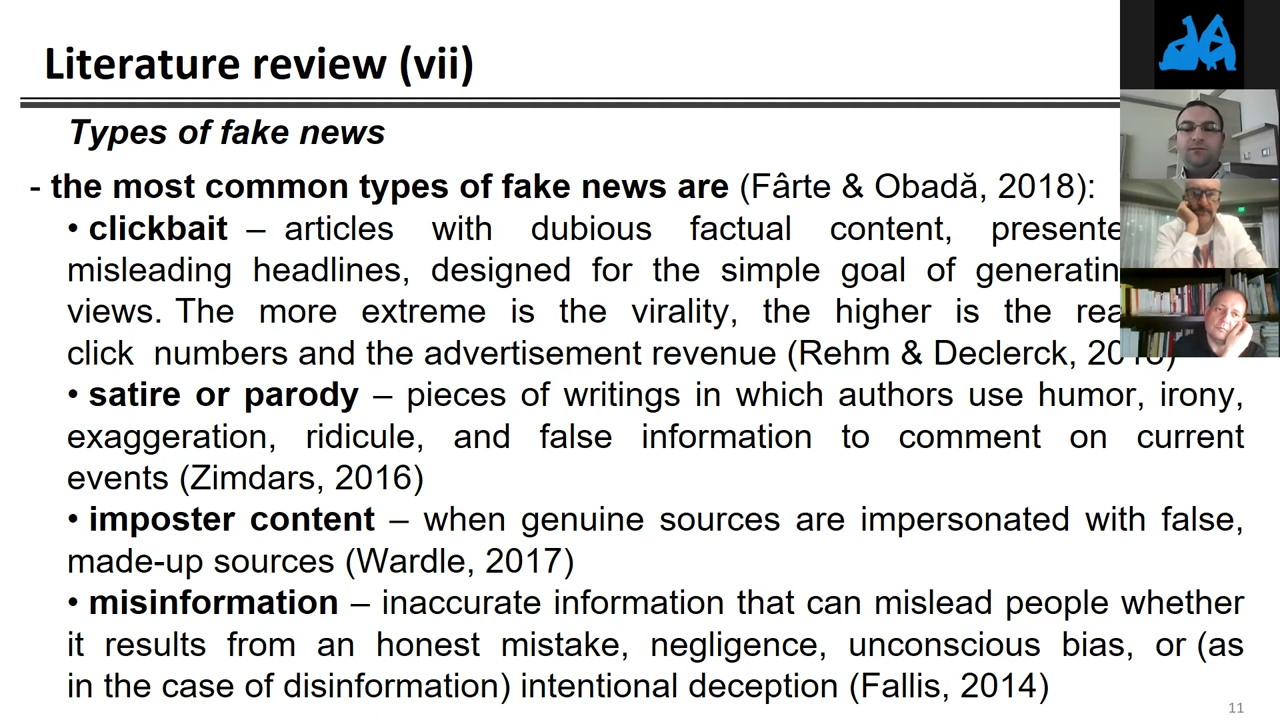 Literature review (vii)
Types of fake news
- the most common types of fake news are (Fârte & Obadă, 2018):
• clickbait – articles with dubious factual content,
misleading headlines, designed for the simple goal of
views. The more extreme is the virality, the higher is the
click numbers and the advertisement revenue (Rehm & Declerck,
• satire or parody – pieces of writings in which authors use humor, irony,
exaggeration, ridicule, and false information to comment on current
events (Zimdars, 2016)
• imposter content – when genuine sources are impersonated with false,
made-up sources (Wardle, 2017)
• misinformation – inaccurate information that can mislead people whether
it results from an honest mistake, negligence, unconscious bias, or (as
in the case of disinformation) intentional deception (Fallis, 2014)
11